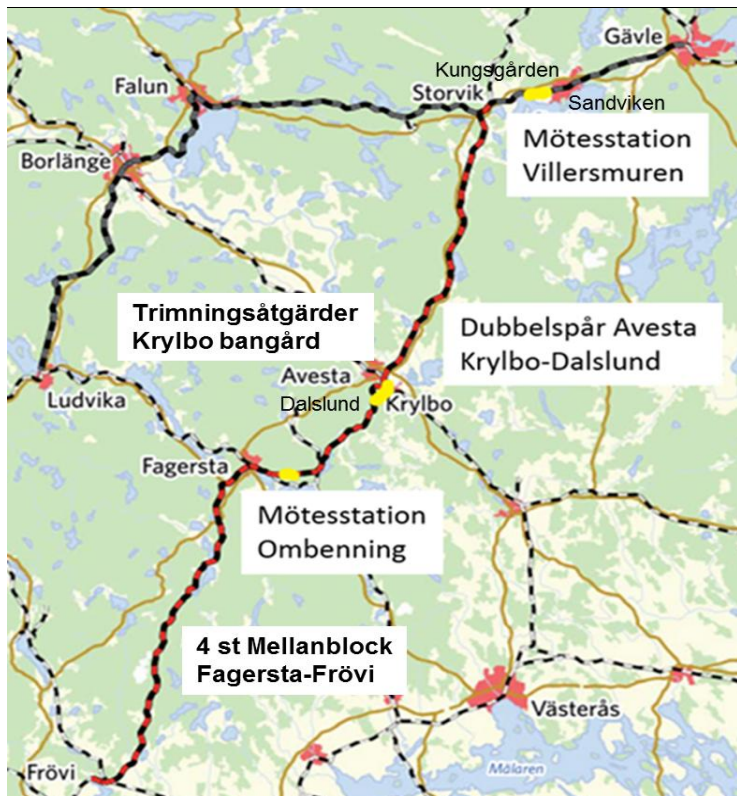 Gävle
Kungsgården
Falun
Storvik
Sandviken
Mötesstation
Villersmuren
Borlänge
Trimningsåtgärder
Krylbo bangård
Dubbelspår Avesta
Krylbo-Dalslund
Avesta
Ludvika
Dalslund
Krylbo
Fagersta
Mötesstation
Ombenning
4 st Mellanblock
Fagersta-Frövi
Västerås
Frövi
Mälaren